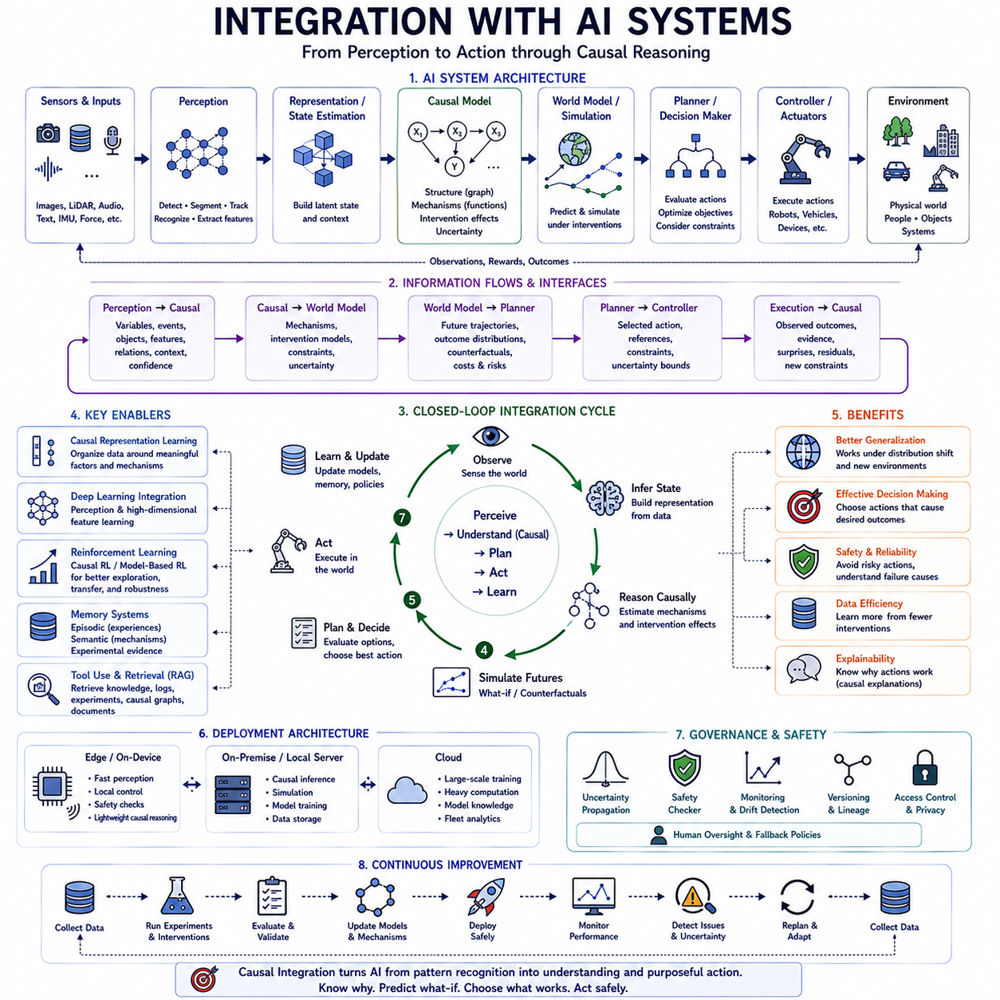 INTEGRATION WITH AI SYSTEMS
From Perception to Action through Causal Reasoning
1. AI SYSTEM ARCHITECTURE
Sensors & Inputs
...
Images, LiDAR, Audio,
Text, IMU, Force, etc.
Perception
Detect • Segment • Track
Recognize • Extract features
Representation /
State Estimation
Build latent state
and context
Causal Model
X₁
X₂
X₃
Y
...
Structure (graph)
Mechanisms (functions)
Intervention effects
Uncertainty
World Model /
Simulation
Predict & simulate
under interventions
Planner /
Decision Maker
Evaluate actions
Optimize objectives
Consider constraints
Controller /
Actuators
Execute actions
Robots, Vehicles,
Devices, etc.
Environment
Physical world
People • Objects
Systems
Observations, Rewards, Outcomes
2. INFORMATION FLOWS & INTERFACES
Perception → Causal
Variables, events,
objects, features,
relations, context,
confidence
Causal → World Model
Mechanisms,
intervention models,
constraints,
uncertainty
World Model → Planner
Future trajectories,
outcome distributions,
counterfactuals,
costs & risks
Planner → Controller
Selected action,
references,
constraints,
uncertainty bounds
Execution → Causal
Observed outcomes,
evidence,
surprises, residuals,
new constraints
4. KEY ENABLERS
Causal Representation Learning
Organize data around meaningful
factors and mechanisms
Deep Learning Integration
Perception & high-dimensional
feature learning
Reinforcement Learning
Causal RL / Model-Based RL
for better exploration,
transfer, and robustness
Memory Systems
Episodic (experiences)
Semantic (mechanisms)
Experimental evidence
Tool Use & Retrieval (RAG)
Retrieve knowledge, logs,
experiments, causal graphs,
documents
3. CLOSED-LOOP INTEGRATION CYCLE
Observe
Sense the world
Infer State
Build representation
from data
Reason Causally
Estimate mechanisms
and intervention effects
4
Simulate Futures
What-if / Counterfactuals
5
Plan & Decide
Evaluate options,
choose best action
Act
Execute in
the world
7
Learn & Update
Update models,
memory, policies
Perceive
→ Understand (Causal)
→ Plan
→ Act
→ Learn
5. BENEFITS
Better Generalization
Works under distribution shift
and new environments
Effective Decision Making
Choose actions that cause
desired outcomes
Safety & Reliability
Avoid risky actions,
understand failure causes
Data Efficiency
Learn more from fewer
interventions
Explainability
Know why actions work
(causal explanations)
6. DEPLOYMENT ARCHITECTURE
Edge / On-Device
• Fast perception
• Local control
• Safety checks
• Lightweight causal reasoning
On-Premise / Local Server
• Causal inference
• Simulation
• Model training
• Data storage
Cloud
• Large-scale training
• Heavy computation
• Model knowledge
• Fleet analytics
7. GOVERNANCE & SAFETY
Uncertainty
Propagation
Safety
Checker
Monitoring
& Drift Detection
Versioning
& Lineage
Access Control
& Privacy
Human Oversight & Fallback Policies
8. CONTINUOUS IMPROVEMENT
Collect Data
Run Experiments
& Interventions
Evaluate &
Validate
Update Models
& Mechanisms
Deploy
Safely
Monitor
Performance
Detect Issues
& Uncertainty
Replan &
Adapt
Collect Data
Causal Integration turns AI from pattern recognition into understanding and purposeful action.
Know why. Predict what-if. Choose what works. Act safely.